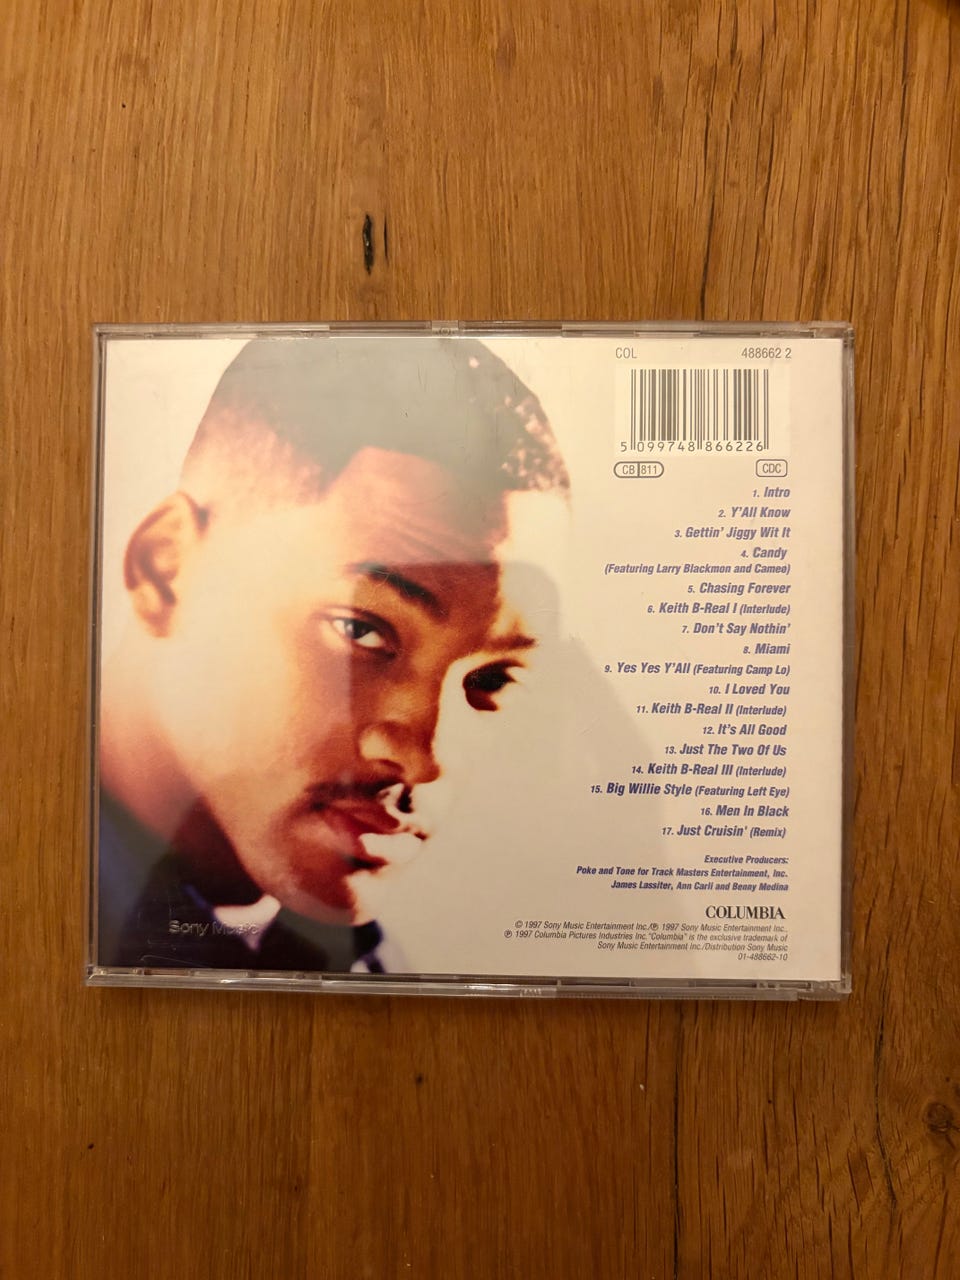 COL 488662 2
5 099748 866226
CB 811 CDC
1. Intro
2. Y'All Know
3. Gettin' Jiggy Wit It
4. Candy
(Featuring Larry Blackmon and Cameo)
5. Chasing Forever
6. Keith B-Real I (Interlude)
7. Don't Say Nothin'
8. Miami
9. Yes Yes Y'All (Featuring Camp Lo)
10. I Loved You
11. Keith B-Real II (Interlude)
12. It's All Good
13. Just The Two Of Us
14. Keith B-Real III (Interlude)
15. Big Willie Style (Featuring Left Eye)
16. Men In Black
17. Just Cruisin' (Remix)
Executive Producers:
Poke and Tone for Track Masters Entertainment, Inc.
James Lassiter, Ann Carli and Benny Medina
COLUMBIA
© 1997 Sony Music Entertainment Inc./℗ 1997 Sony Music Entertainment Inc.,
℗ 1997 Columbia Pictures Industries Inc."Columbia" is the exclusive trademark of
Sony Music Entertainment Inc./Distribution Sony Music
01-488662-10
Sony Music